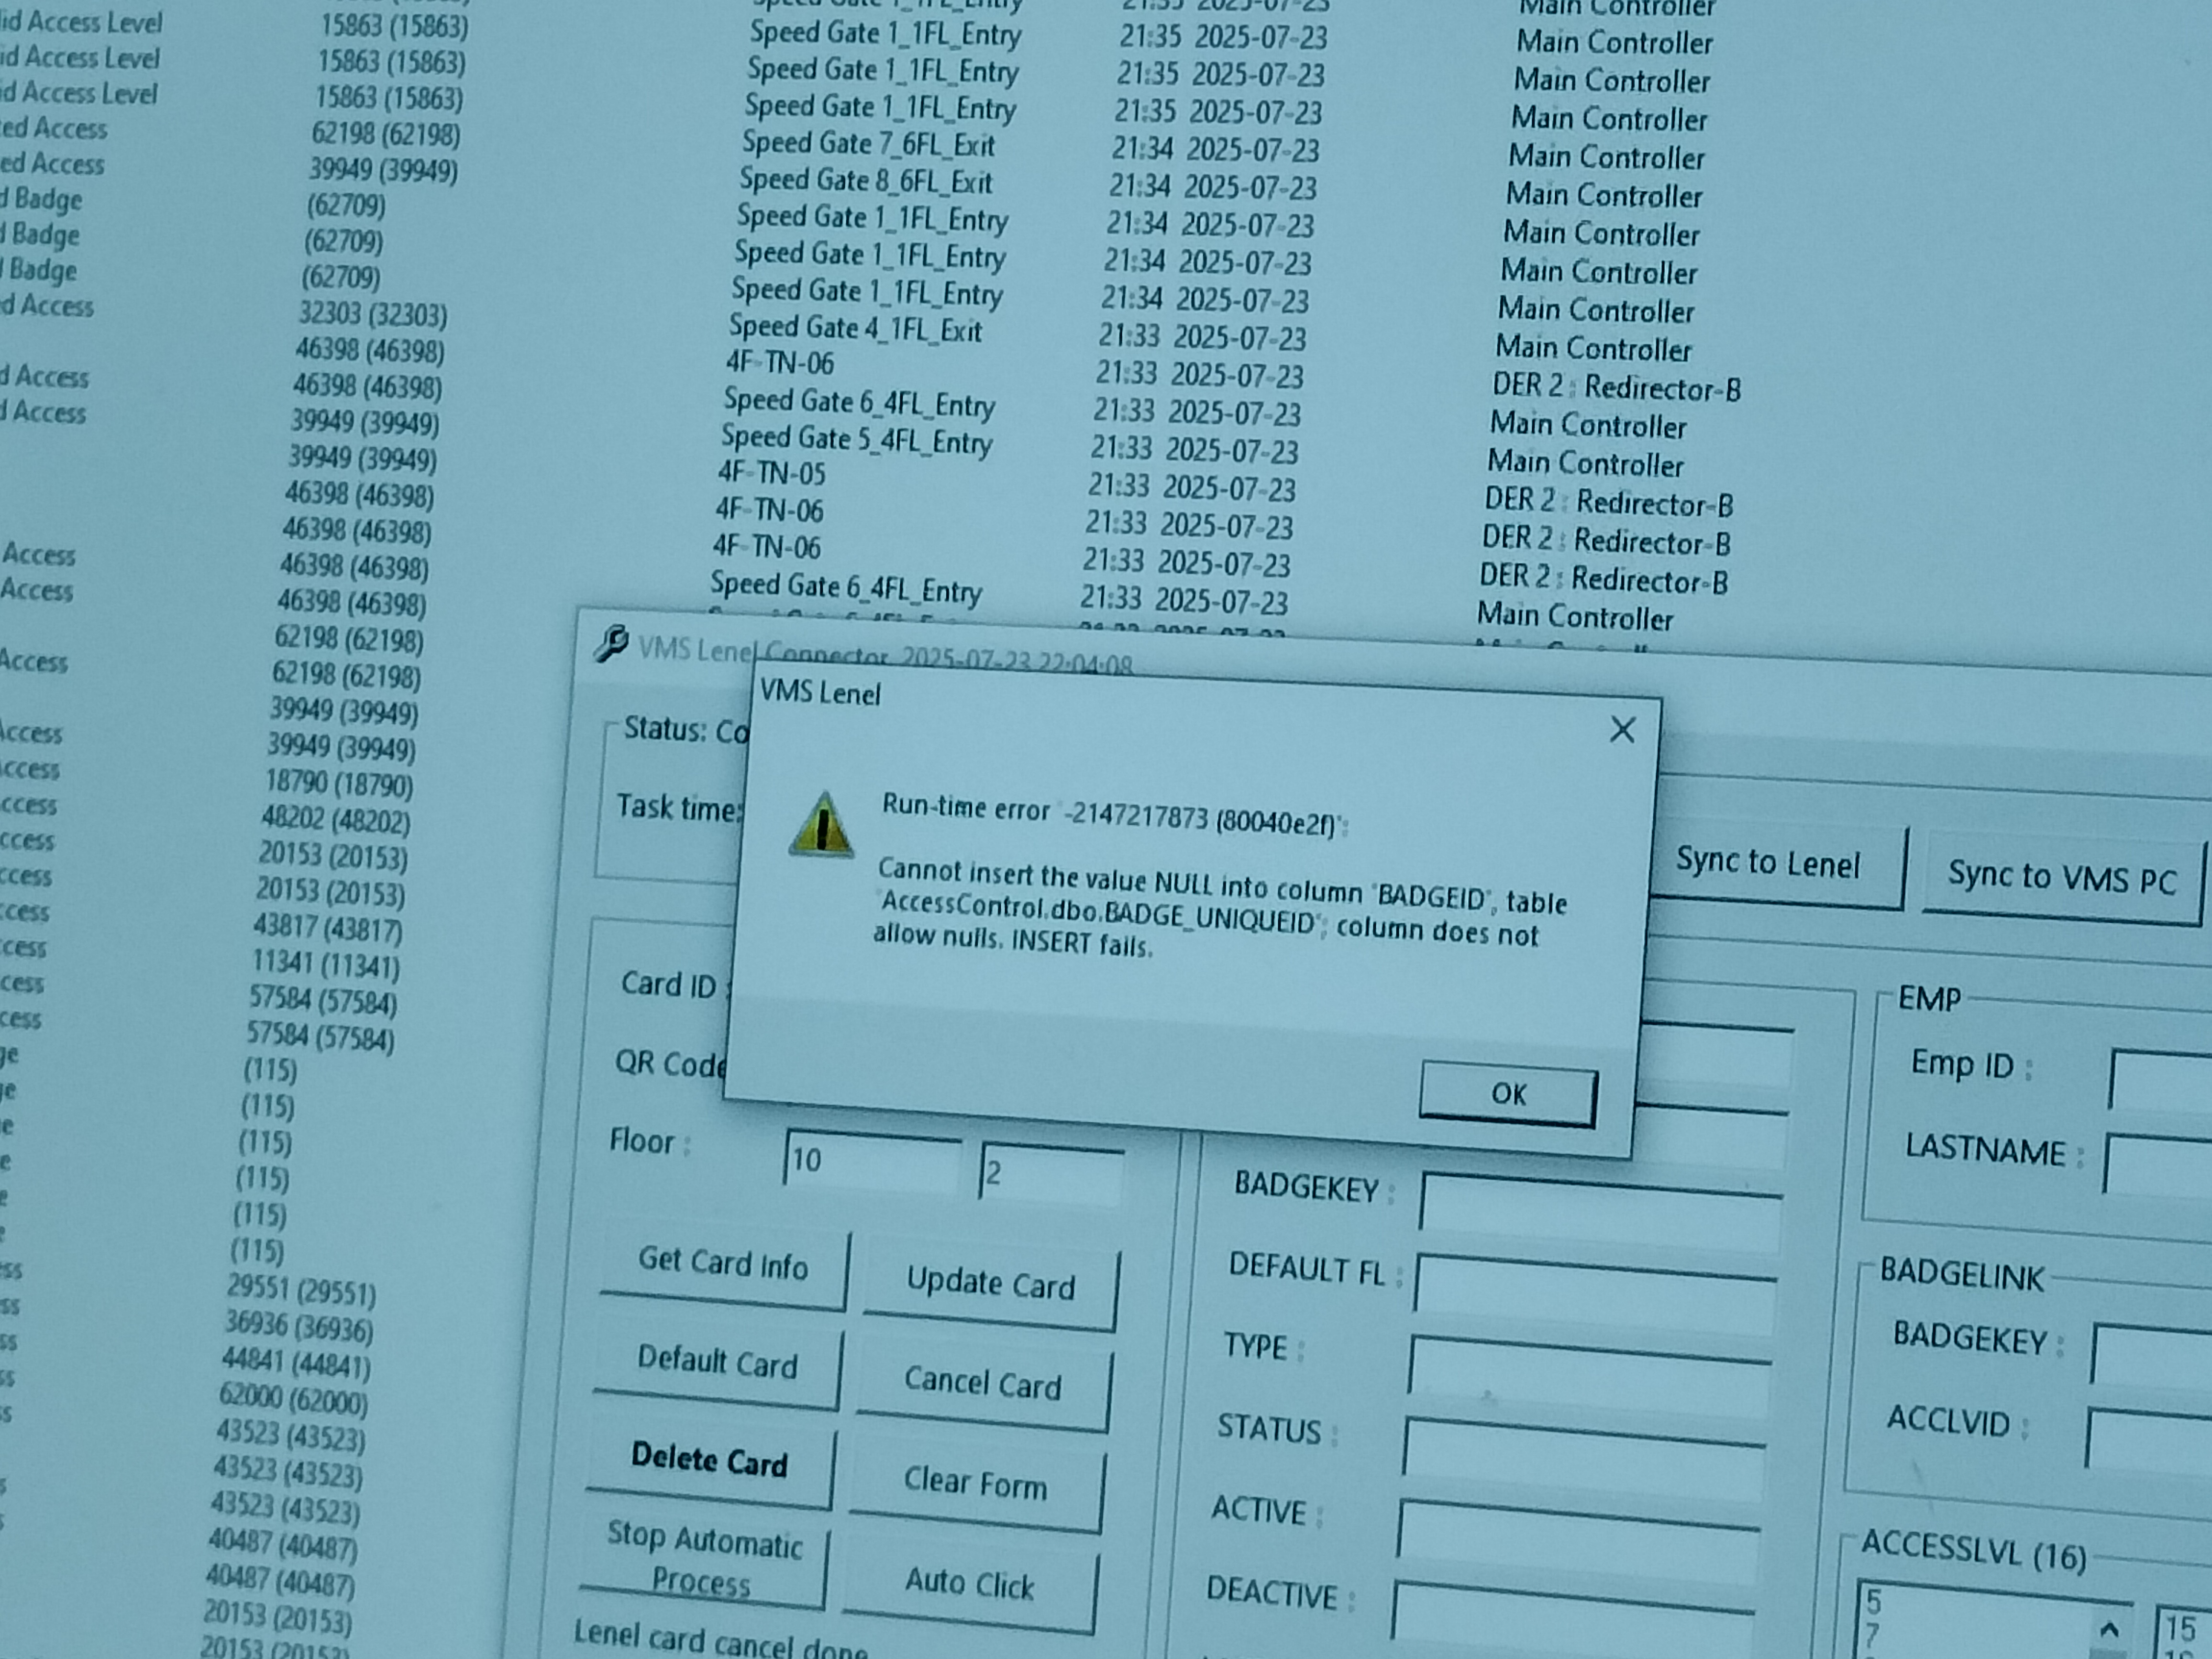 id Access Level 15863 (15863) Speed Gate 1_1FL_Entry 21:35 2025-07-23 Main Controller
id Access Level 15863 (15863) Speed Gate 1_1FL_Entry 21:35 2025-07-23 Main Controller
id Access Level 15863 (15863) Speed Gate 1_1FL_Entry 21:35 2025-07-23 Main Controller
ed Access 62198 (62198) Speed Gate 7_6FL_Exit 21:34 2025-07-23 Main Controller
ed Access 39949 (39949) Speed Gate 8_6FL_Exit 21:34 2025-07-23 Main Controller
d Badge (62709) Speed Gate 1_1FL_Entry 21:34 2025-07-23 Main Controller
d Badge (62709) Speed Gate 1_1FL_Entry 21:34 2025-07-23 Main Controller
Badge (62709) Speed Gate 1_1FL_Entry 21:34 2025-07-23 Main Controller
d Access 32303 (32303) Speed Gate 4_1FL_Exit 21:33 2025-07-23 Main Controller
46398 (46398) 4F-TN-06 21:33 2025-07-23 DER 2 : Redirector-B
d Access 46398 (46398) Speed Gate 6_4FL_Entry 21:33 2025-07-23 Main Controller
d Access 39949 (39949) Speed Gate 5_4FL_Entry 21:33 2025-07-23 Main Controller
39949 (39949) 4F-TN-05 21:33 2025-07-23 DER 2 : Redirector-B
46398 (46398) 4F-TN-06 21:33 2025-07-23 DER 2 : Redirector-B
46398 (46398) 4F-TN-06 21:33 2025-07-23 DER 2 : Redirector-B
Access 46398 (46398) Speed Gate 6_4FL_Entry 21:33 2025-07-23 Main Controller
Access 46398 (46398)
62198 (62198)
Access 62198 (62198)
39949 (39949)
Access 39949 (39949)
ccess 18790 (18790)
ccess 48202 (48202)
ccess 20153 (20153)
ccess 20153 (20153)
ccess 43817 (43817)
ccess 11341 (11341)
cess 57584 (57584)
cess 57584 (57584)
ge (115)
ge (115)
e (115)
e (115)
e (115)
(115)
ss 29551 (29551)
ss 36936 (36936)
ss 44841 (44841)
ss 62000 (62000)
s 43523 (43523)
43523 (43523)
s 43523 (43523)
s 40487 (40487)
40487 (40487)
20153 (20153)
20153 (20153)
VMS Lenel Connector 2025-07-23 22:04:08
VMS Lenel
Run-time error '-2147217873 (80040e2f)':
Cannot insert the value NULL into column 'BADGEID', table
'AccessControl.dbo.BADGE_UNIQUEID'; column does not
allow nulls. INSERT fails.
OK
Status: Co
Task time:
Sync to Lenel
Sync to VMS PC
Card ID :
QR Code
Floor : 10 2
Get Card Info
Update Card
Default Card
Cancel Card
Delete Card
Clear Form
Stop Automatic
Process
Auto Click
Lenel card cancel done
BADGEKEY :
DEFAULT FL :
TYPE :
STATUS :
ACTIVE :
DEACTIVE :
EMP
Emp ID :
LASTNAME :
BADGELINK
BADGEKEY :
ACCLVID :
ACCESSLVL (16)
5
7
15